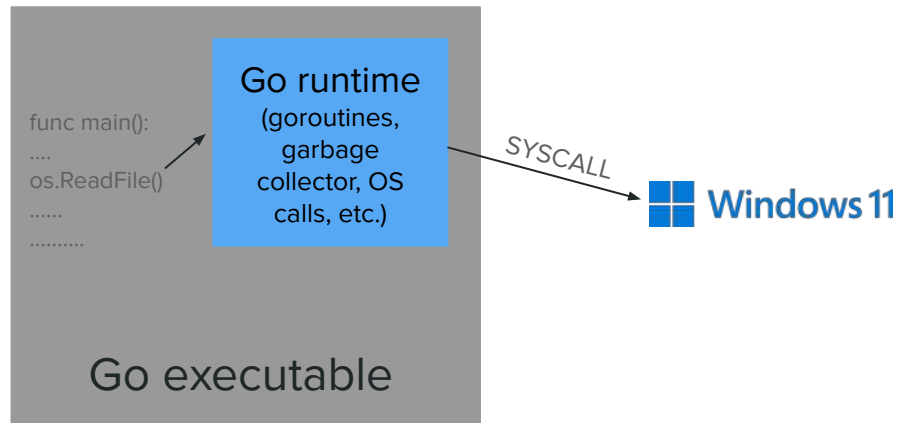 Go runtime
(goroutines,
garbage
collector, OS
calls, etc.)
func main():
....
os.ReadFile()
......
..........
SYSCALL
Windows 11
Go executable